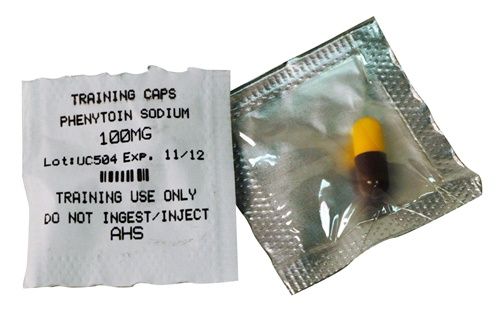 TRAINING CAPS
PHENYTOIN SODIUM
100MG
Lot:UC504 Exp. 11/12
TRAINING USE ONLY
DO NOT INGEST/INJECT
AHS